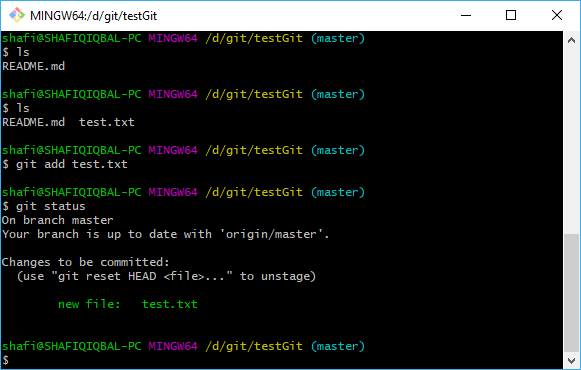 MINGW64:/d/git/testGit
shafi@SHAFIQIQBAL-PC MINGW64 /d/git/testGit (master)
$ ls
README.md
shafi@SHAFIQIQBAL-PC MINGW64 /d/git/testGit (master)
$ ls
README.md  test.txt
shafi@SHAFIQIQBAL-PC MINGW64 /d/git/testGit (master)
$ git add test.txt
shafi@SHAFIQIQBAL-PC MINGW64 /d/git/testGit (master)
$ git status
On branch master
Your branch is up to date with 'origin/master'.
Changes to be committed:
  (use "git reset HEAD <file>..." to unstage)
        new file:   test.txt
shafi@SHAFIQIQBAL-PC MINGW64 /d/git/testGit (master)
$